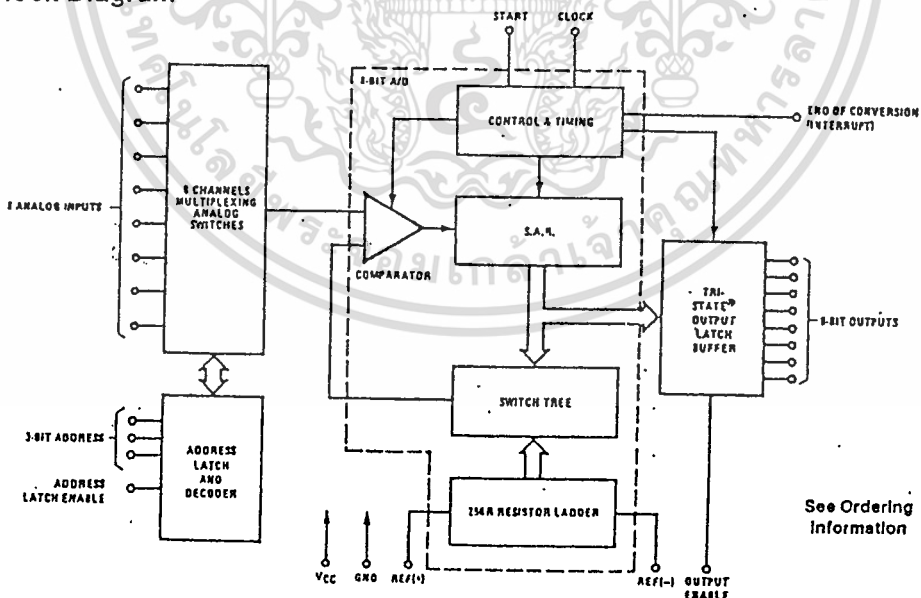 Diagram
START
CLOCK
8-BIT A/D
CONTROL & TIMING
END OF CONVERSION
(INTERRUPT)
8 ANALOG INPUTS
8 CHANNELS
MULTIPLEXING
ANALOG
SWITCHES
S.A.R.
COMPARATOR
TRI-
STATE®
OUTPUT
LATCH
BUFFER
8-BIT OUTPUTS
SWITCH TREE
3-BIT ADDRESS
ADDRESS
LATCH ENABLE
ADDRESS
LATCH
AND
DECODER
256R RESISTOR LADDER
See Ordering
Information
VCC
GND
REF(+)
REF(−)
OUTPUT
ENABLE